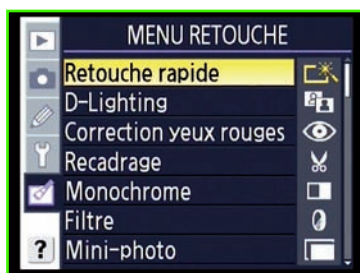 MENU RETOUCHE
Retouche rapide
D-Lighting
Correction yeux rouges
Recadrage
Monochrome
Filtre
Mini-photo
?